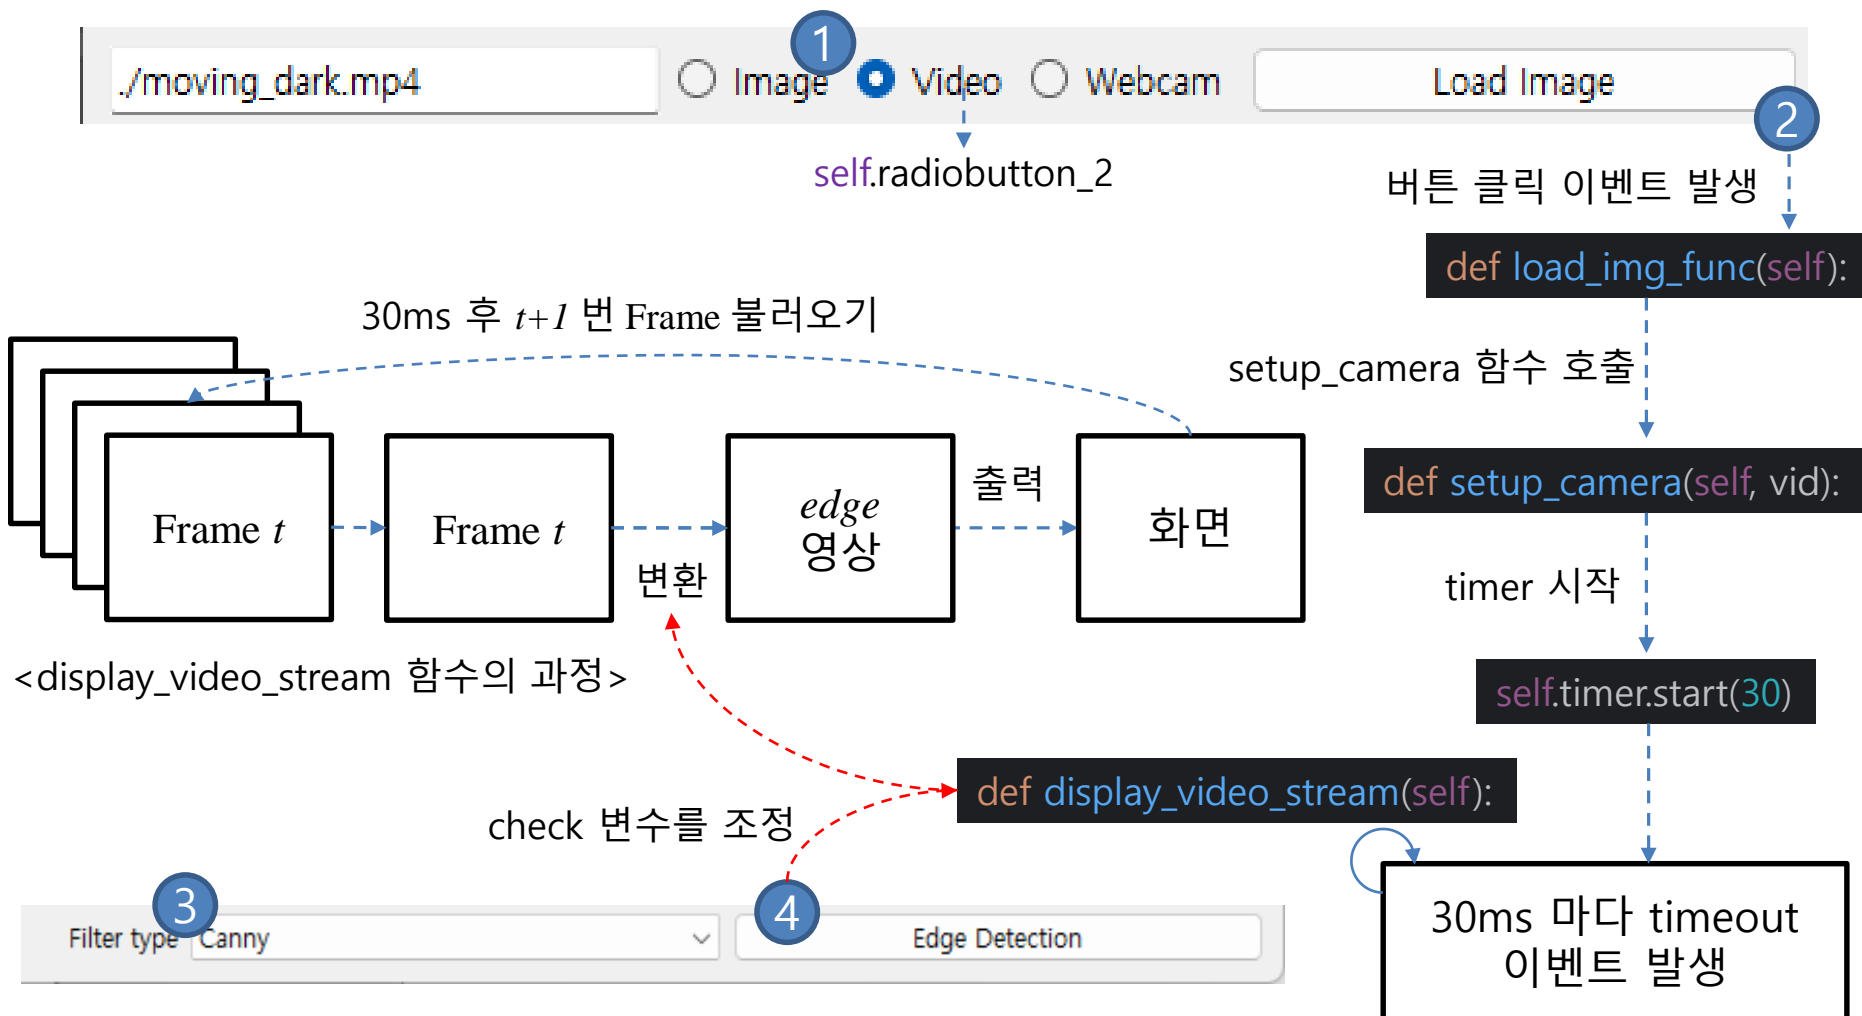 1
./moving_dark.mp4
Image
Video
Webcam
Load Image
2
self.radiobutton_2
버튼 클릭 이벤트 발생
def load_img_func(self):
30ms 후 t+1 번 Frame 불러오기
setup_camera 함수 호출
def setup_camera(self, vid):
Frame t
Frame t
변환
edge
영상
출력
화면
timer 시작
<display_video_stream 함수의 과정>
self.timer.start(30)
def display_video_stream(self):
check 변수를 조정
3
4
Filter type
Canny
Edge Detection
30ms 마다 timeout
이벤트 발생